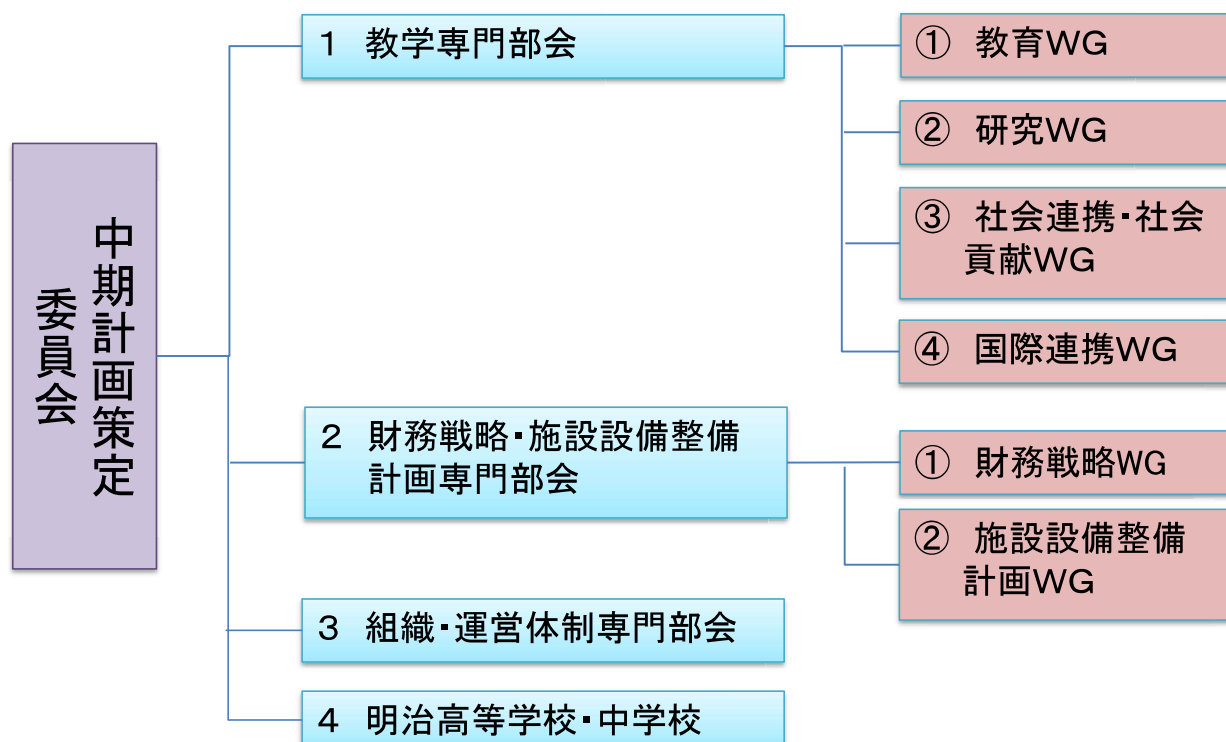 中期計画策定
委員会
1 教学専門部会
① 教育WG
② 研究WG
③ 社会連携・社会
貢献WG
④ 国際連携WG
2 財務戦略・施設設備整備
計画専門部会
① 財務戦略WG
② 施設設備整備
計画WG
3 組織・運営体制専門部会
4 明治高等学校・中学校